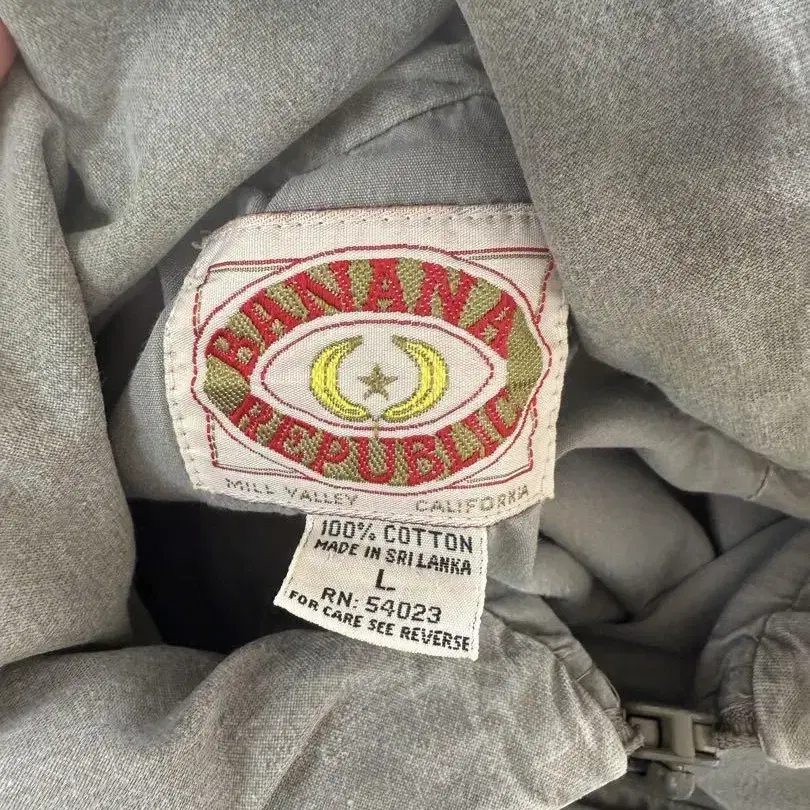 BANANA
REPUBLIC
MILL VALLEY CALIFORNIA
100% COTTON
MADE IN SRI LANKA
L
RN: 54023
FOR CARE SEE REVERSE